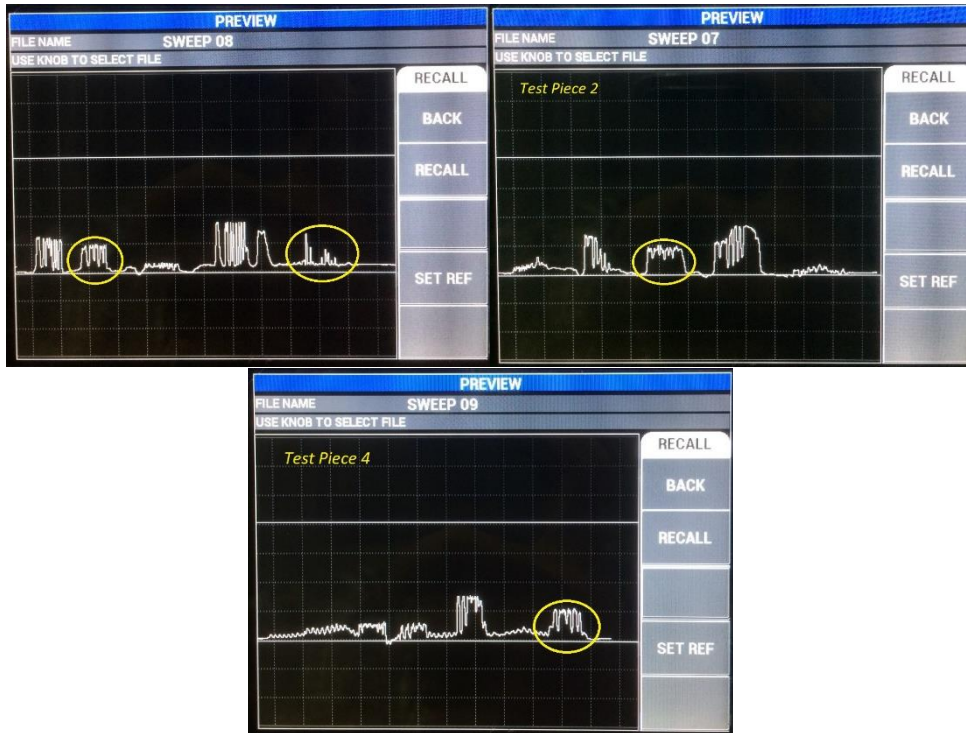 PREVIEW
FILE NAME SWEEP 08
USE KNOB TO SELECT FILE
RECALL
BACK
RECALL
SET REF
PREVIEW
FILE NAME SWEEP 07
USE KNOB TO SELECT FILE
Test Piece 2
RECALL
BACK
RECALL
SET REF
PREVIEW
FILE NAME SWEEP 09
USE KNOB TO SELECT FILE
Test Piece 4
RECALL
BACK
RECALL
SET REF